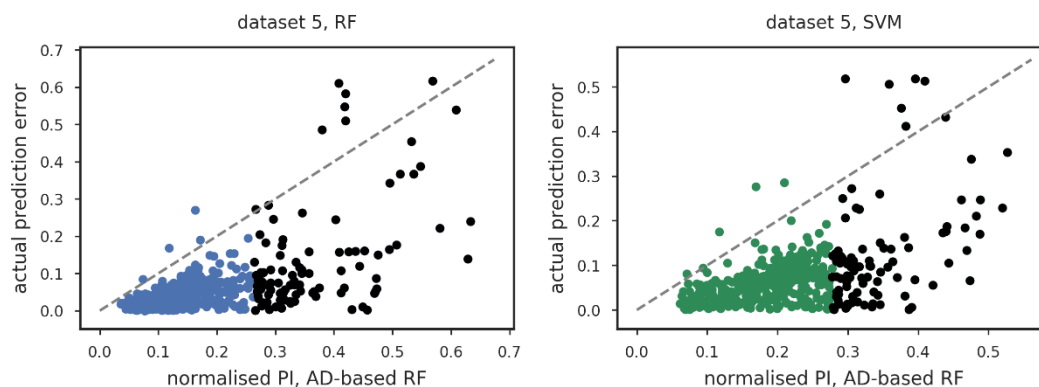 dataset 5, RF
actual prediction error
0.7
0.6
0.5
0.4
0.3
0.2
0.1
0.0
0.0 0.1 0.2 0.3 0.4 0.5 0.6 0.7
normalised PI, AD-based RF
dataset 5, SVM
actual prediction error
0.5
0.4
0.3
0.2
0.1
0.0
0.0 0.1 0.2 0.3 0.4 0.5
normalised PI, AD-based RF